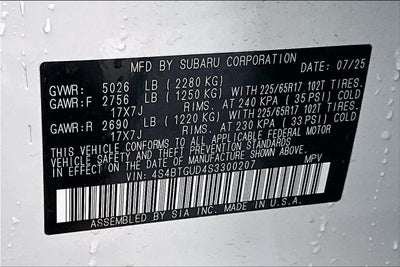 MFD BY SUBARU CORPORATION DATE: 07/25
GVWR: 5026 LB (2280 KG)
GAWR:F 2756 LB (1250 KG) WITH 225/65R17 102T TIRES.
17X7J RIMS. AT 240 KPA (35 PSI) COLD
GAWR:R 2690 LB (1220 KG) WITH 225/65R17 102T TIRES.
17X7J RIMS. AT 230 KPA (33 PSI) COLD
THIS VEHICLE CONFORMS TO ALL APPLICABLE FEDERAL MOTOR
VEHICLE SAFETY AND THEFT PREVENTION STANDARDS
IN EFFECT ON THE DATE OF MANUFACTURE SHOWN ABOVE.
VIN: 4S4BTGUD4S3300207 MPV
ASSEMBLED BY SIA INC. MADE IN U.S.A.